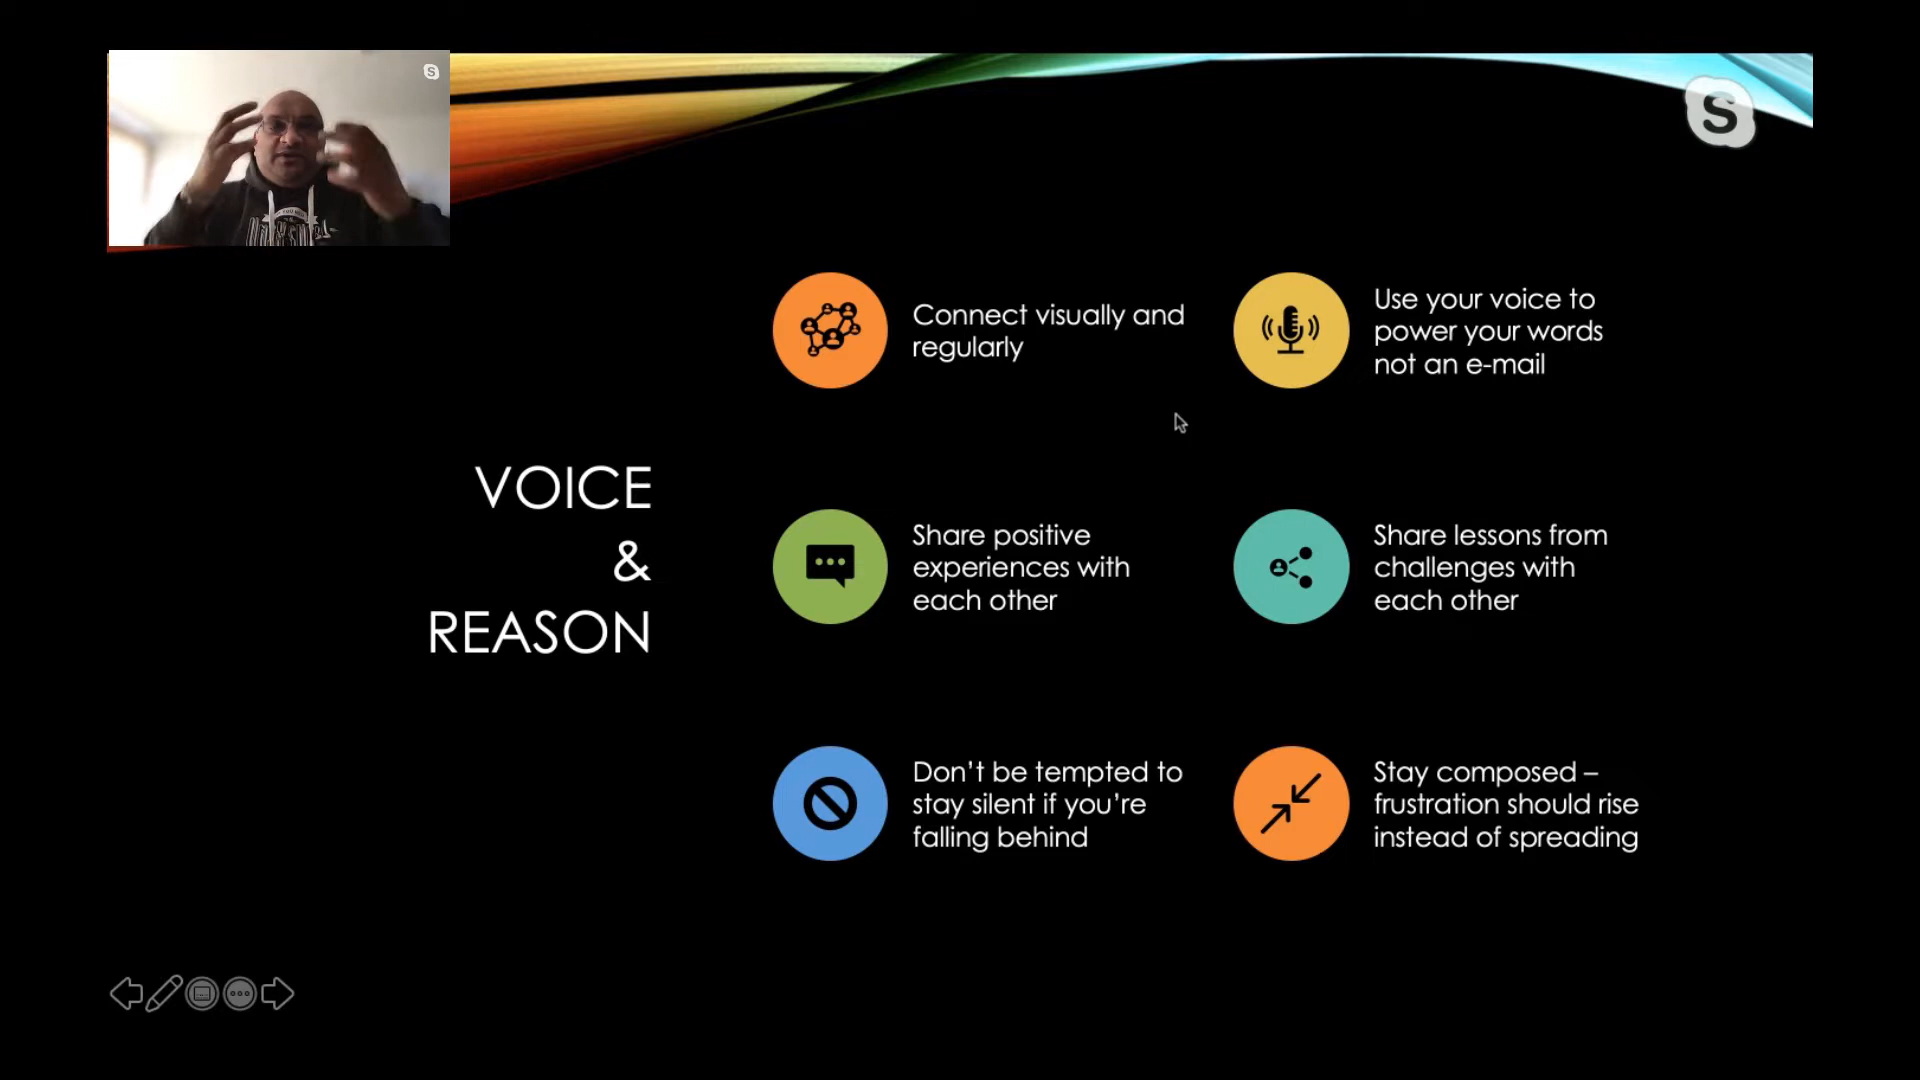 VOICE
&
REASON
Connect visually and
regularly
Use your voice to
power your words
not an e-mail
Share positive
experiences with
each other
Share lessons from
challenges with
each other
Don’t be tempted to
stay silent if you’re
falling behind
Stay composed –
frustration should rise
instead of spreading
S
S